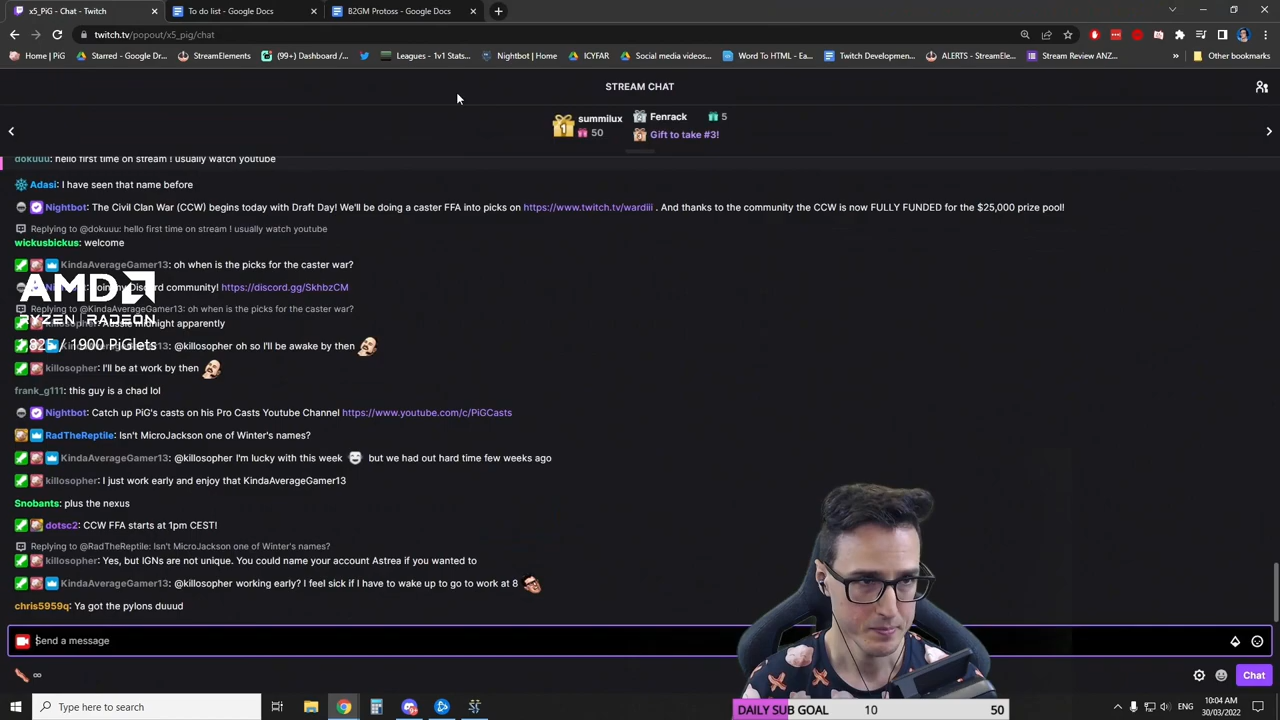 x5_PiG - Chat - Twitch
To do list - Google Docs
B2GM Protoss - Google Docs
twitch.tv/popout/x5_pig/chat
Home | PiG
Starred - Google Dr...
StreamElements
(99+) Dashboard /...
Leagues - 1v1 Stats...
Nightbot | Home
ICYFAR
Social media videos...
Word To HTML - Ea...
Twitch Developmen...
ALERTS - StreamEle...
Stream Review ANZ...
Other bookmarks
STREAM CHAT
1 summilux 50
2 Fenrack 5
3 Gift to take #3!
dokuuu: hello first time on stream ! usually watch youtube
Adasi: I have seen that name before
Nightbot: The Civil Clan War (CCW) begins today with Draft Day! We'll be doing a caster FFA into picks on https://www.twitch.tv/wardiii . And thanks to the community the CCW is now FULLY FUNDED for the $25,000 prize pool!
Replying to @dokuuu: hello first time on stream ! usually watch youtube
wickusbickus: welcome
KindaAverageGamer13: oh when is the picks for the caster war?
Discord community! https://discord.gg/SkhbzCM
Replying to @KindaAverageGamer13: oh when is the picks for the caster war?
killosopher: Aussie midnight apparently
KindaAverageGamer13: @killosopher oh so I'll be awake by then
killosopher: I'll be at work by then
AMD
RYZEN | RADEON
1825 / 1900 PiGlets
frank_g111: this guy is a chad lol
Nightbot: Catch up PiG's casts on his Pro Casts Youtube Channel https://www.youtube.com/c/PiGCasts
RadTheReptile: Isn't MicroJackson one of Winter's names?
KindaAverageGamer13: @killosopher I'm lucky with this week but we had out hard time few weeks ago
killosopher: I just work early and enjoy that KindaAverageGamer13
Snobants: plus the nexus
dotsc2: CCW FFA starts at 1pm CEST!
Replying to @RadTheReptile: Isn't MicroJackson one of Winter's names?
killosopher: Yes, but IGNs are not unique. You could name your account Astrea if you wanted to
KindaAverageGamer13: @killosopher working early? I feel sick if I have to wake up to go to work at 8
chris5959q: Ya got the pylons duuud
Send a message
∞
Chat
Type here to search
DAILY SUB GOAL 10 50
ENG
10:04 AM
30/03/2022